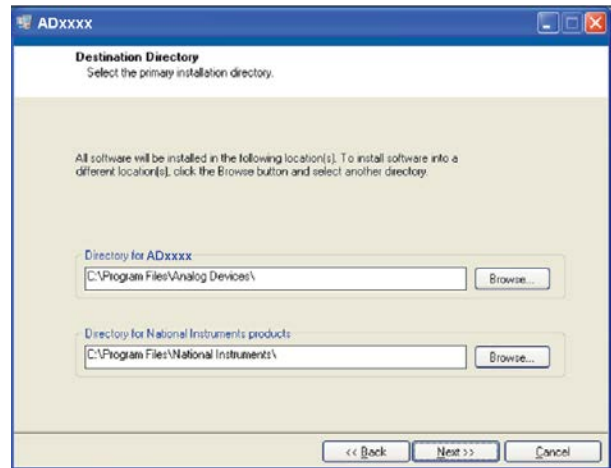 ADxxxx
Destination Directory
Select the primary installation directory.
All software will be installed in the following location(s). To install software into a
different location(s), click the Browse button and select another directory.
Directory for ADxxxx
C:\Program Files\Analog Devices\
Browse...
Directory for National Instruments products
C:\Program Files\National Instruments\
Browse...
<< Back
Next >>
Cancel